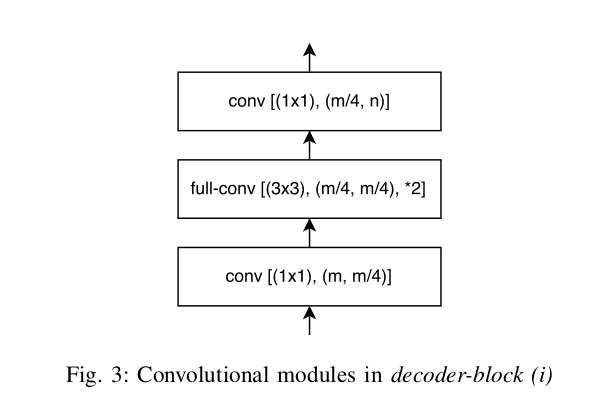 conv [(1x1), (m/4, n)]
full-conv [(3x3), (m/4, m/4), *2]
conv [(1x1), (m, m/4)]
Fig. 3: Convolutional modules in decoder-block (i)